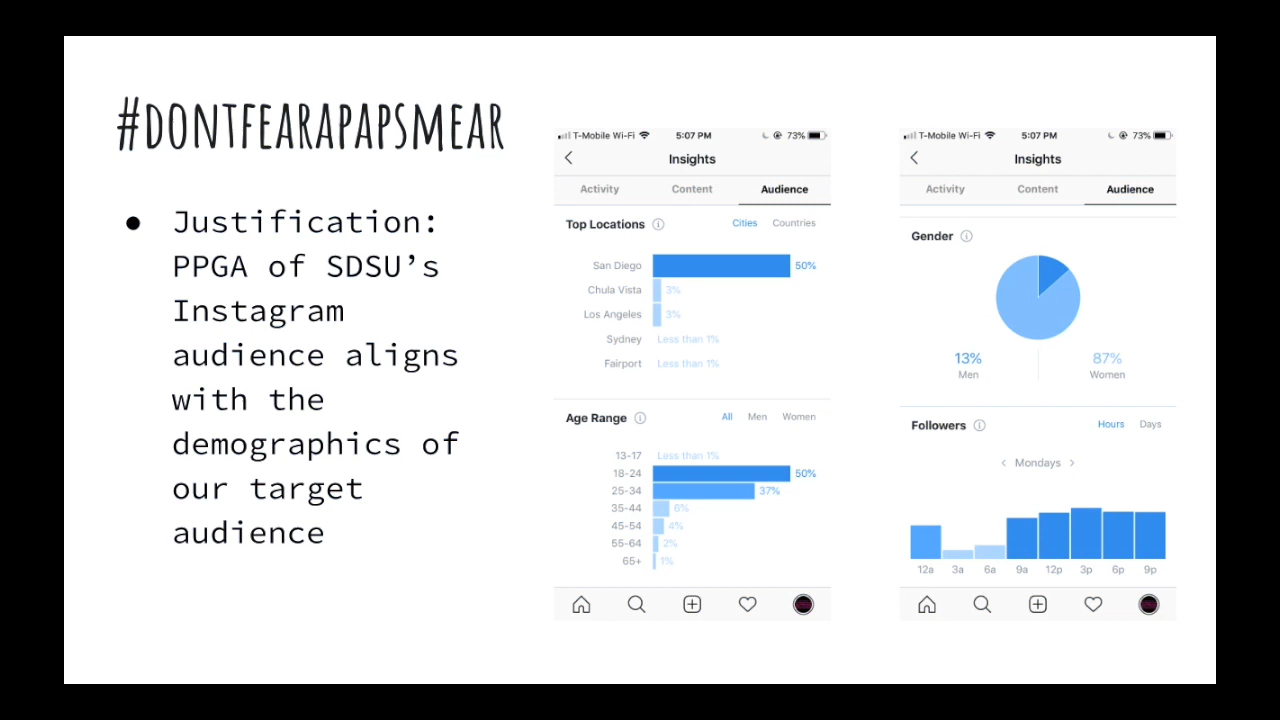 #DONTFEARAPAPSMEAR
● Justification:
PPGA of SDSU’s
Instagram
audience aligns
with the
demographics of
our target
audience
T-Mobile Wi-Fi 5:07 PM 73%
Insights
Activity Content Audience
Top Locations Cities Countries
San Diego 50%
Chula Vista 3%
Los Angeles 3%
Sydney Less than 1%
Fairport Less than 1%
Age Range All Men Women
13-17 Less than 1%
18-24 50%
25-34 37%
35-44 6%
45-54 4%
55-64 2%
65+ 1%
T-Mobile Wi-Fi 5:07 PM 73%
Insights
Activity Content Audience
Gender
13% 87%
Men Women
Followers Hours Days
< Mondays >
12a 3a 6a 9a 12p 3p 6p 9p